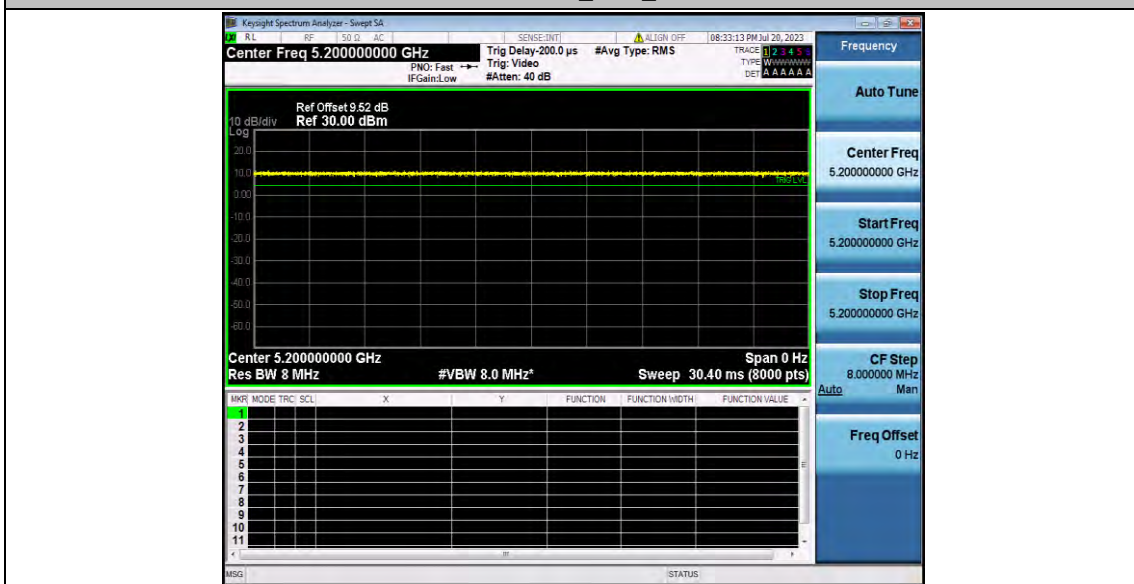 Keysight Spectrum Analyzer - Swept SA
RL RF 50 Ω AC SENSE:INT ALIGN OFF 08:33:13 PM Jul 20, 2023
Center Freq 5.200000000 GHz
Trig Delay-200.0 µs #Avg Type: RMS
TRACE 1 2 3 4 5 6
PNO: Fast Trig: Video
TYPE W
IFGain:Low #Atten: 40 dB
DET A A A A A A
Ref Offset 9.52 dB
10 dB/div Ref 30.00 dBm
Log
20.0
10.0
TRIG LVL
0.00
-10.0
-20.0
-30.0
-40.0
-50.0
-60.0
Center 5.200000000 GHz Span 0 Hz
Res BW 8 MHz #VBW 8.0 MHz* Sweep 30.40 ms (8000 pts)
MKR MODE TRC SCL X Y FUNCTION FUNCTION WIDTH FUNCTION VALUE
1
2
3
4
5
6
7
8
9
10
11
MSG STATUS
Frequency
Auto Tune
Center Freq
5.200000000 GHz
Start Freq
5.200000000 GHz
Stop Freq
5.200000000 GHz
CF Step
8.000000 MHz
Auto Man
Freq Offset
0 Hz